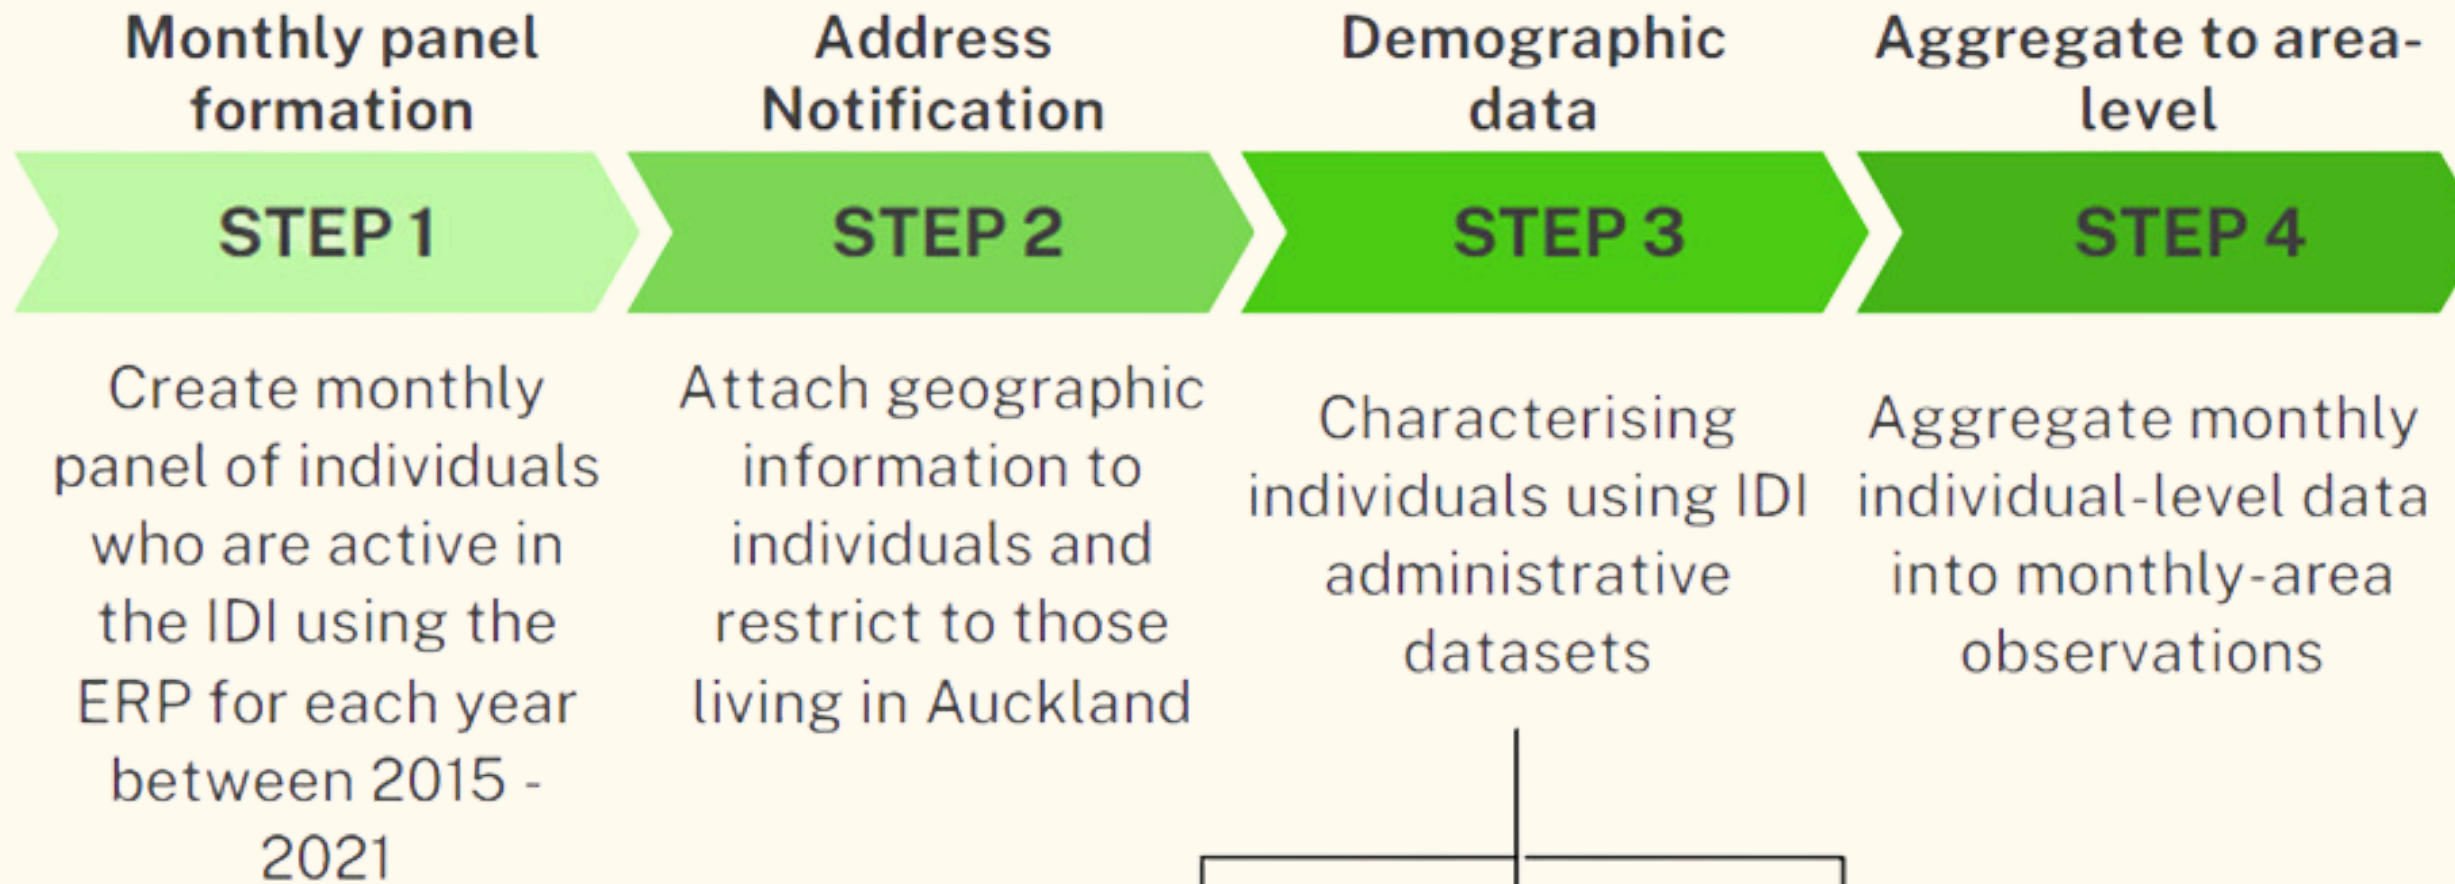 Monthly panel
formation
STEP 1
Create monthly
panel of individuals
who are active in
the IDI using the
ERP for each year
between 2015 -
2021
Address
Notification
STEP 2
Attach geographic
information to
individuals and
restrict to those
living in Auckland
Demographic
data
STEP 3
Characterising
individuals using IDI
administrative
datasets
Aggregate to area-
level
STEP 4
Aggregate monthly
individual-level data
into monthly-area
observations